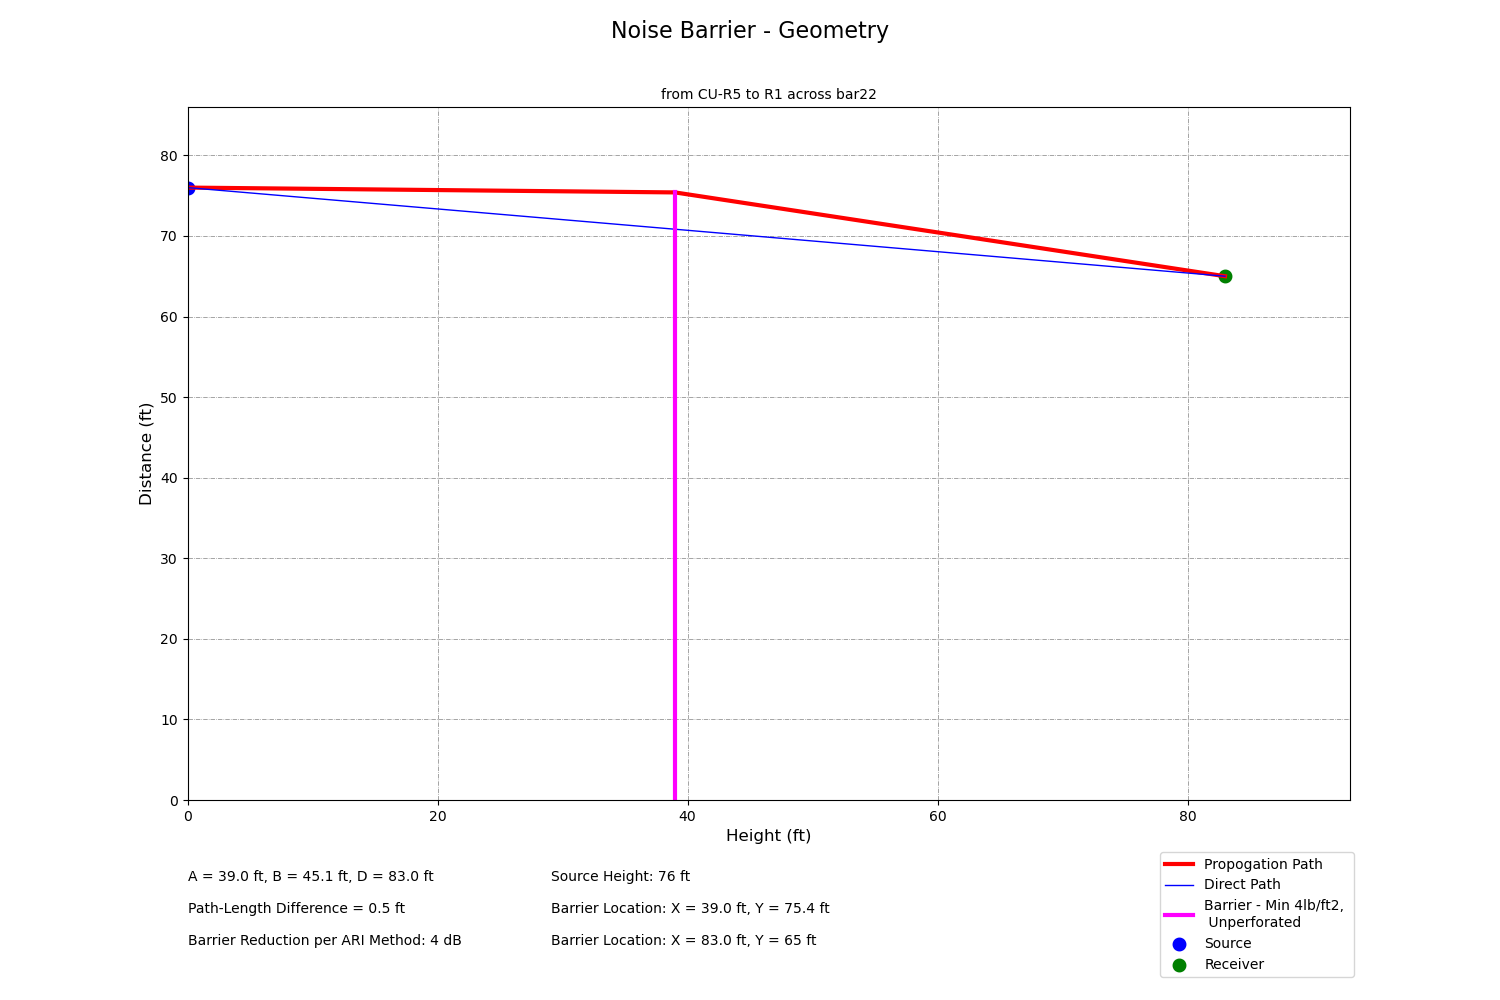 Noise Barrier - Geometry
from CU-R5 to R1 across bar22
80
70
60
50
40
30
20
10
0
Distance (ft)
0 20 40 60 80
Height (ft)
A = 39.0 ft, B = 45.1 ft, D = 83.0 ft
Path-Length Difference = 0.5 ft
Barrier Reduction per ARI Method: 4 dB
Source Height: 76 ft
Barrier Location: X = 39.0 ft, Y = 75.4 ft
Barrier Location: X = 83.0 ft, Y = 65 ft
Propogation Path
Direct Path
Barrier - Min 4lb/ft2,
Unperforated
Source
Receiver